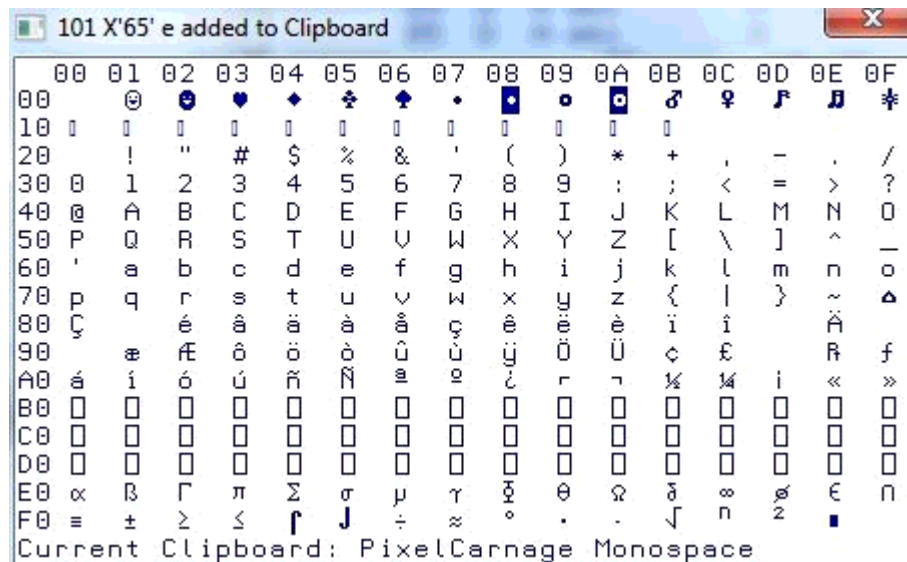 101 X'65' e added to Clipboard
00 01 02 03 04 05 06 07 08 09 0A 0B 0C 0D 0E 0F
00 ☺ ☻ ♥ ♦ ♣ ♠ • ◘ ○ ◙ ♂ ♀ ♪ ♫ ☼
10
20 ! " # $ % & ' ( ) * + , - . /
30 0 1 2 3 4 5 6 7 8 9 : ; < = > ?
40 @ A B C D E F G H I J K L M N O
50 P Q R S T U V W X Y Z [ \ ] ^ _
60 ' a b c d e f g h i j k l m n o
70 p q r s t u v w x y z { | } ~ ⌂
80 Ç é â ä à å ç ê ë è ï î Ä
90 æ Æ ô ö ò û ù ÿ Ö Ü ¢ £ ₧ ƒ
A0 á í ó ú ñ Ñ ª º ¿ ⌐ ¬ ½ ¼ ¡ « »
B0
C0
D0
E0 α ß Γ π Σ σ µ γ Φ θ Ω δ ∞ ø ε ∩
F0 ≡ ± ≥ ≤ ⌠ ⌡ ÷ ≈ ° ∙ · √ ⁿ ² ■
Current Clipboard: PixelCarnage Monospace